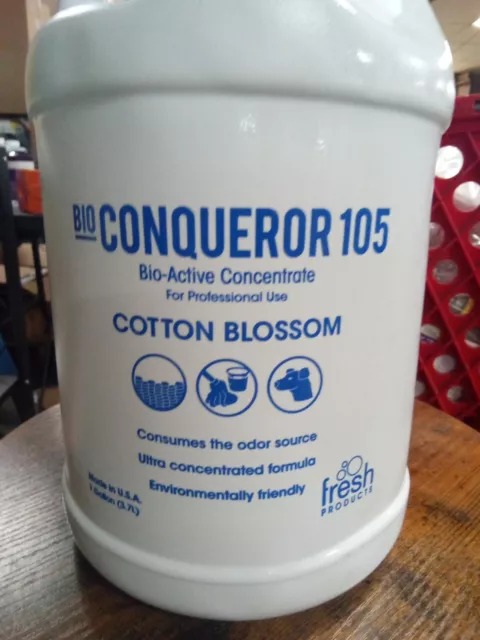 BIO CONQUEROR 105
Bio-Active Concentrate
For Professional Use
COTTON BLOSSOM
Consumes the odor source
Ultra concentrated formula
Environmentally friendly
Made in U.S.A.
1 Gallon (3.7L)
fresh
PRODUCTS